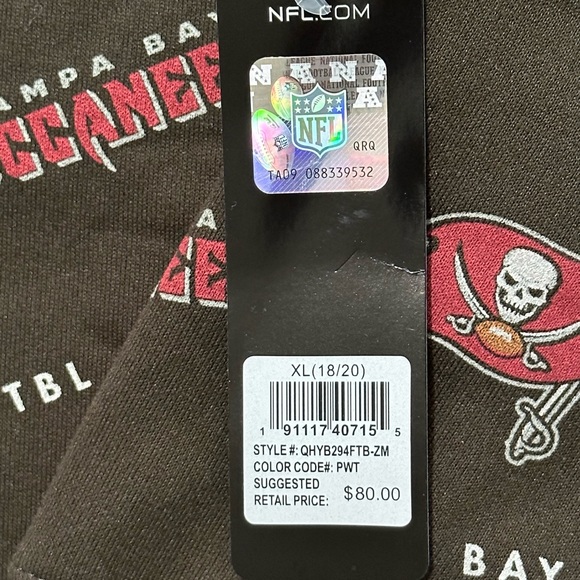 NFL.COM
AMPA BAY
CCANEE
NFL
QRQ
TA09 088339532
A
EE
TBL
XL(18/20)
1 91117 40715 5
STYLE #: QHYB294FTB-ZM
COLOR CODE#: PWT
SUGGESTED
RETAIL PRICE: $80.00
BAY